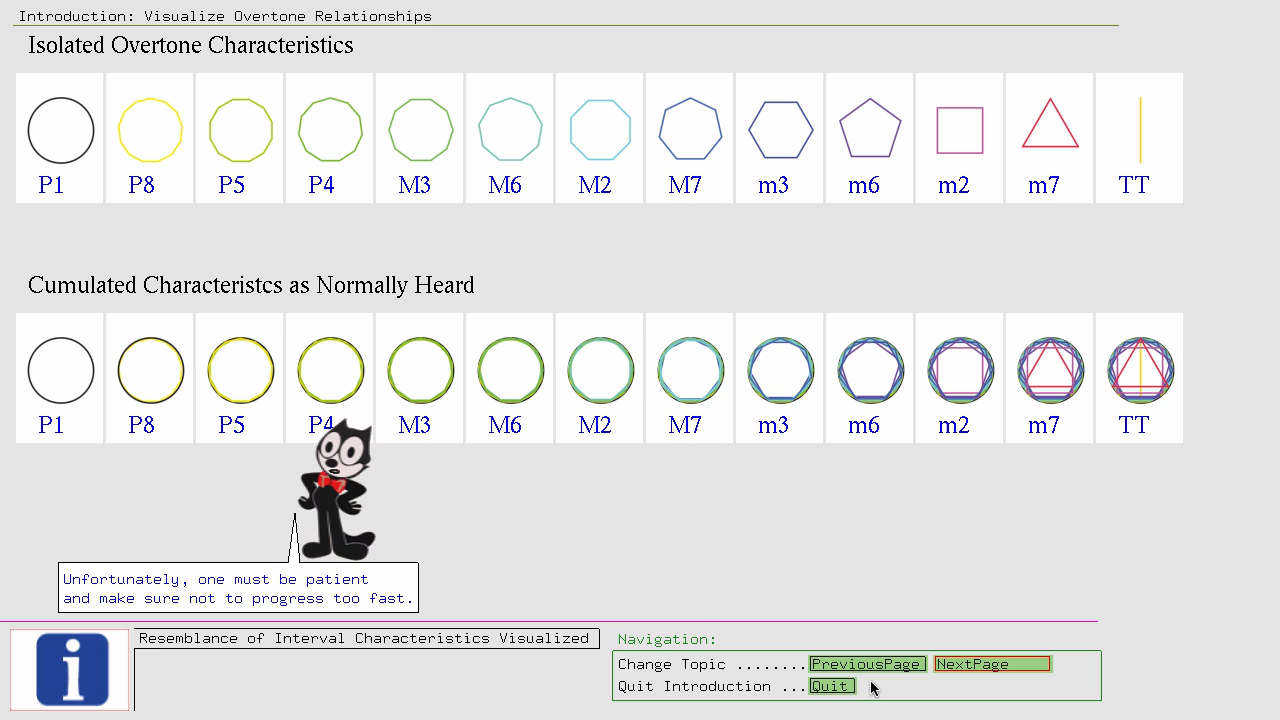 Introduction: Visualize Overtone Relationships
Isolated Overtone Characteristics
P1 P8 P5 P4 M3 M6 M2 M7 m3 m6 m2 m7 TT
Cumulated Characteristcs as Normally Heard
P1 P8 P5 P4 M3 M6 M2 M7 m3 m6 m2 m7 TT
Unfortunately, one must be patient
and make sure not to progress too fast.
Resemblance of Interval Characteristics Visualized
Navigation:
Change Topic ........ PreviousPage NextPage
Quit Introduction ... Quit